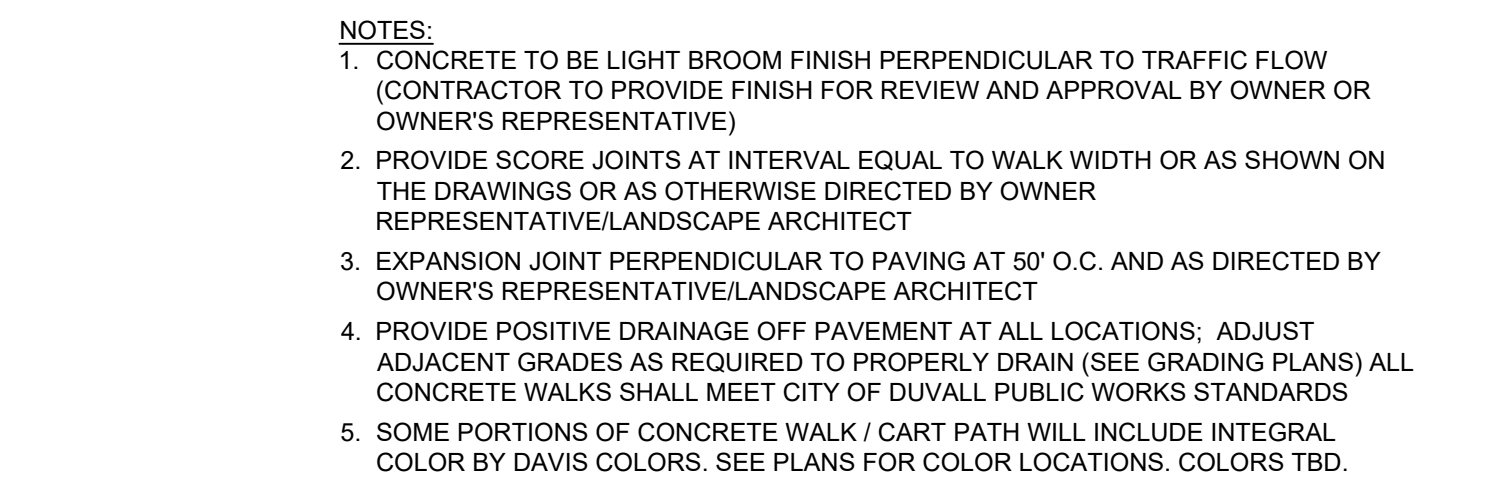 NOTES:
1. CONCRETE TO BE LIGHT BROOM FINISH PERPENDICULAR TO TRAFFIC FLOW
(CONTRACTOR TO PROVIDE FINISH FOR REVIEW AND APPROVAL BY OWNER OR
OWNER'S REPRESENTATIVE)
2. PROVIDE SCORE JOINTS AT INTERVAL EQUAL TO WALK WIDTH OR AS SHOWN ON
THE DRAWINGS OR AS OTHERWISE DIRECTED BY OWNER
REPRESENTATIVE/LANDSCAPE ARCHITECT
3. EXPANSION JOINT PERPENDICULAR TO PAVING AT 50' O.C. AND AS DIRECTED BY
OWNER'S REPRESENTATIVE/LANDSCAPE ARCHITECT
4. PROVIDE POSITIVE DRAINAGE OFF PAVEMENT AT ALL LOCATIONS; ADJUST
ADJACENT GRADES AS REQUIRED TO PROPERLY DRAIN (SEE GRADING PLANS) ALL
CONCRETE WALKS SHALL MEET CITY OF DUVALL PUBLIC WORKS STANDARDS
5. SOME PORTIONS OF CONCRETE WALK / CART PATH WILL INCLUDE INTEGRAL
COLOR BY DAVIS COLORS. SEE PLANS FOR COLOR LOCATIONS. COLORS TBD.